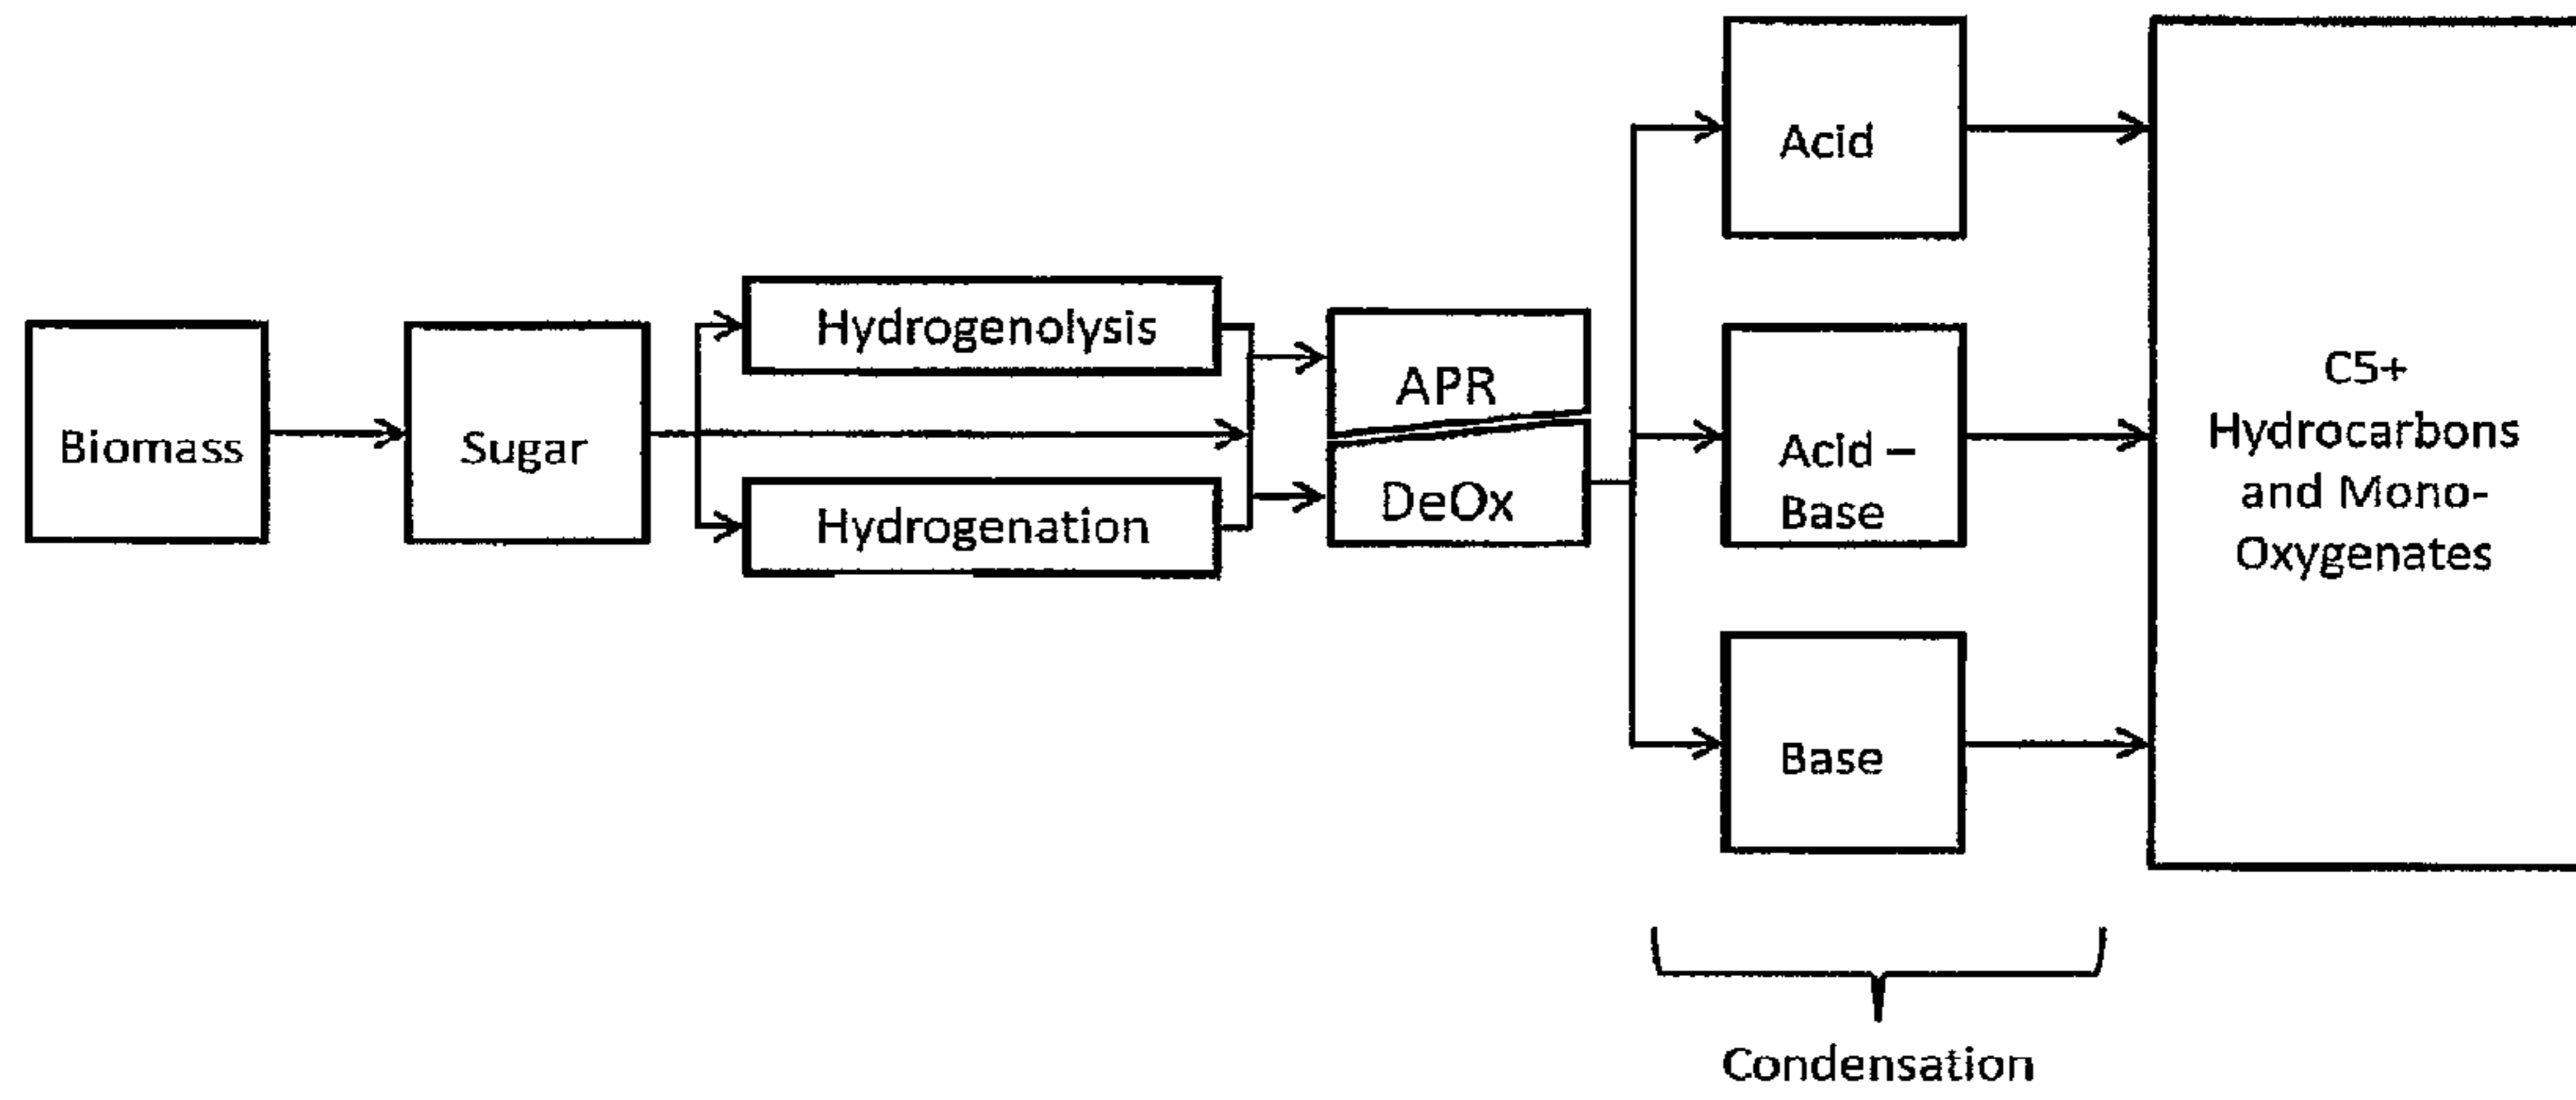 Biomass
Sugar
Hydrogenolysis
Hydrogenation
APR
DeOx
Acid
Acid –
Base
Base
C5+
Hydrocarbons
and Mono-
Oxygenates
Condensation